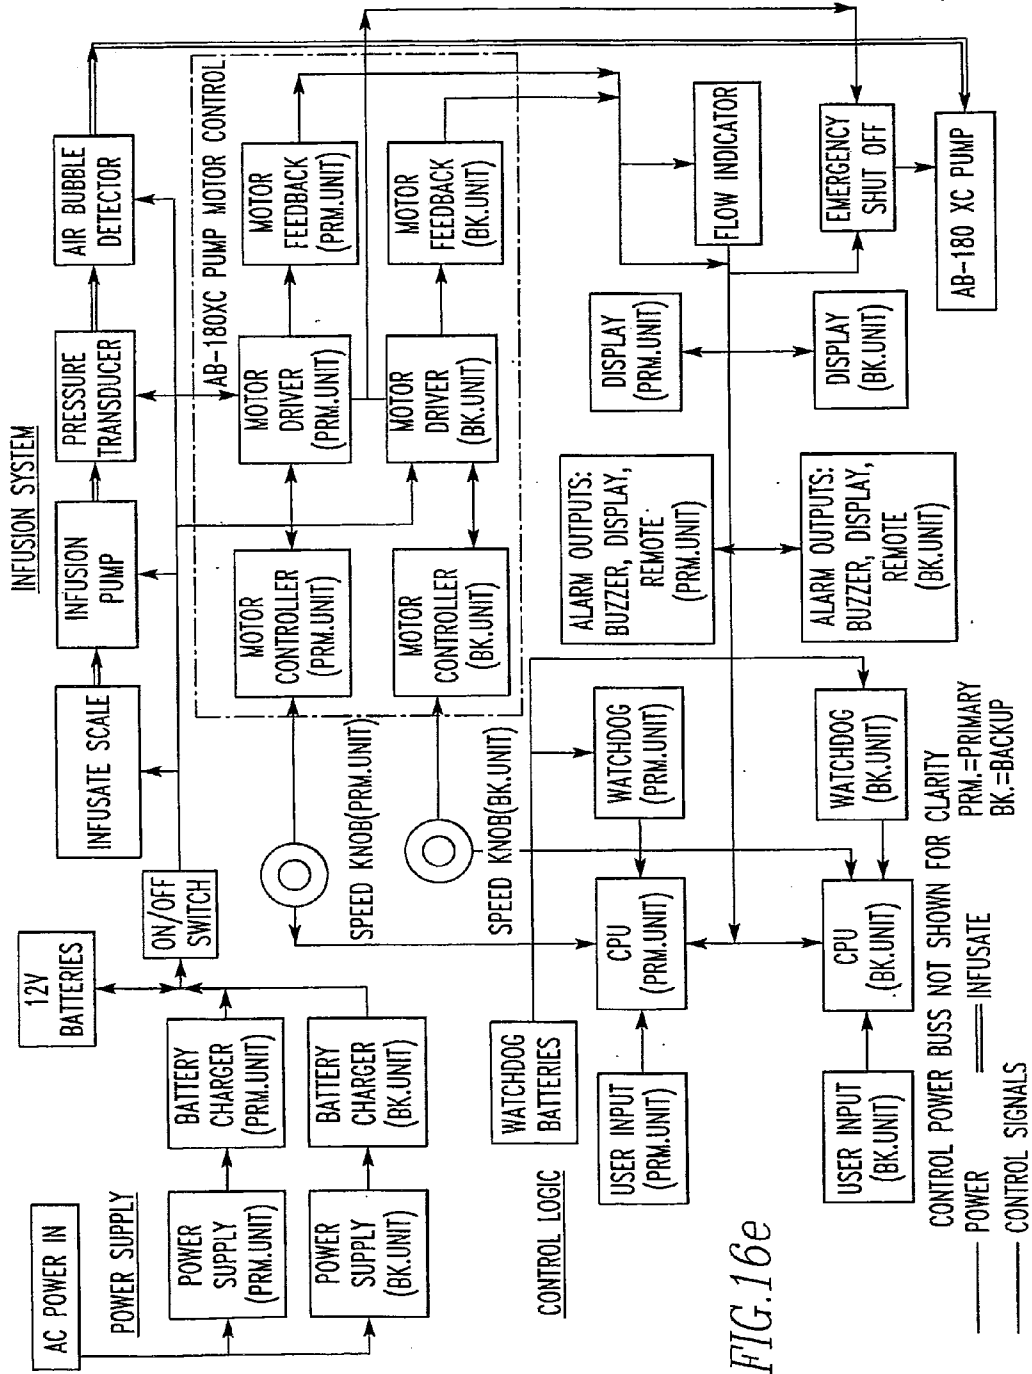 AC POWER IN
POWER SUPPLY
POWER
SUPPLY
(PRM.UNIT)
POWER
SUPPLY
(BK.UNIT)
BATTERY
CHARGER
(PRM.UNIT)
BATTERY
CHARGER
(BK.UNIT)
12V
BATTERIES
ON/OFF
SWITCH
INFUSION SYSTEM
INFUSATE SCALE
INFUSION
PUMP
PRESSURE
TRANSDUCER
AIR BUBBLE
DETECTOR
AB-180XC PUMP MOTOR CONTROL
MOTOR
CONTROLLER
(PRM.UNIT)
MOTOR
DRIVER
(PRM.UNIT)
MOTOR
FEEDBACK
(PRM.UNIT)
MOTOR
CONTROLLER
(BK.UNIT)
MOTOR
DRIVER
(BK.UNIT)
MOTOR
FEEDBACK
(BK.UNIT)
SPEED KNOB(PRM.UNIT)
SPEED KNOB(BK.UNIT)
CONTROL LOGIC
WATCHDOG
BATTERIES
USER INPUT
(PRM.UNIT)
CPU
(PRM.UNIT)
WATCHDOG
(PRM.UNIT)
ALARM OUTPUTS:
BUZZER, DISPLAY,
REMOTE
(PRM.UNIT)
DISPLAY
(PRM.UNIT)
FLOW INDICATOR
USER INPUT
(BK.UNIT)
CPU
(BK.UNIT)
WATCHDOG
(BK.UNIT)
ALARM OUTPUTS:
BUZZER, DISPLAY,
REMOTE
(BK.UNIT)
DISPLAY
(BK.UNIT)
EMERGENCY
SHUT OFF
AB-180 XC PUMP
CONTROL POWER BUSS NOT SHOWN FOR CLARITY
POWER
INFUSATE
PRM.=PRIMARY
BK.=BACKUP
CONTROL SIGNALS
FIG.16e